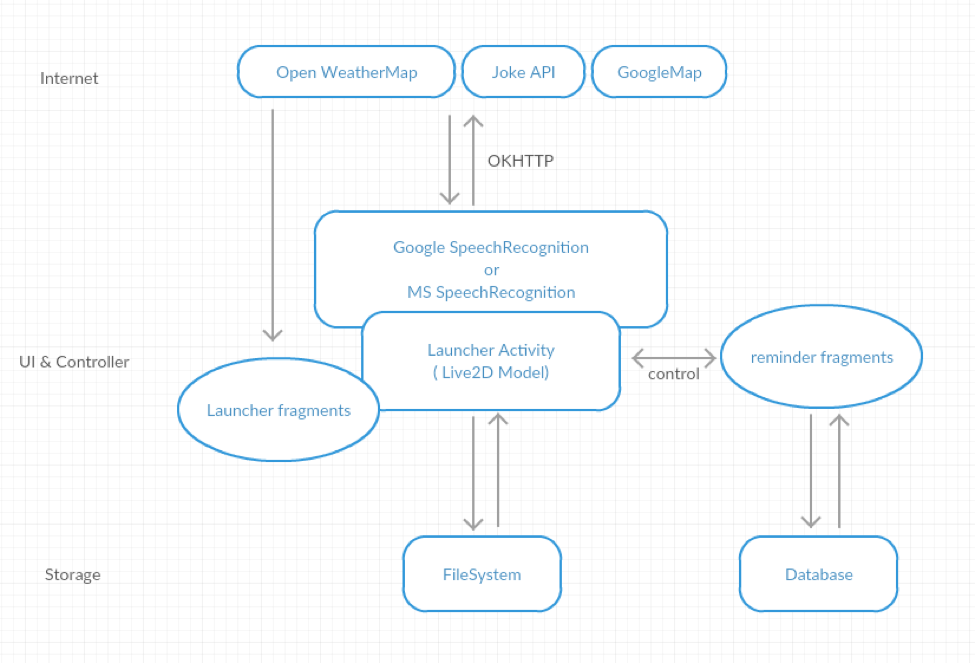 Internet
Open WeatherMap
Joke API
GoogleMap
OKHTTP
Google SpeechRecognition
or
MS SpeechRecognition
UI & Controller
Launcher Activity
( Live2D Model)
control
reminder fragments
Launcher fragments
Storage
FileSystem
Database